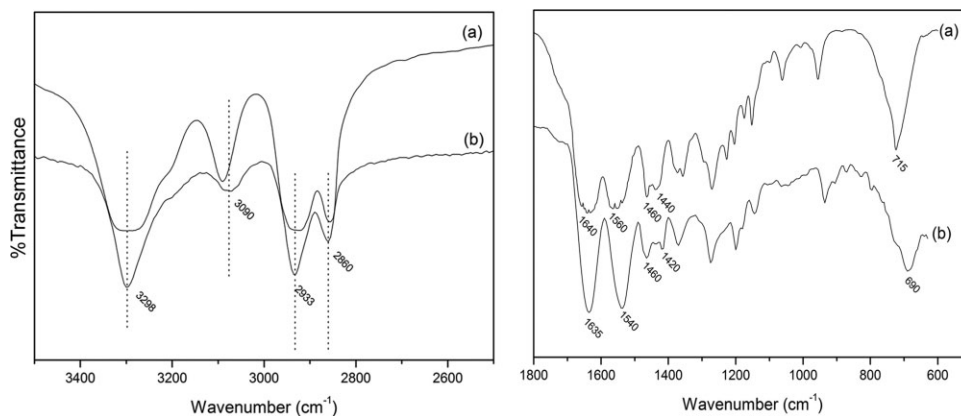 (a)
(b)
%Transmittance
3298
3090
2933
2860
3400 3200 3000 2800 2600
Wavenumber (cm⁻¹)
(a)
(b)
1640
1560
1460
1440
715
1635
1540
1460
1420
690
1800 1600 1400 1200 1000 800 600
Wavenumber (cm⁻¹)